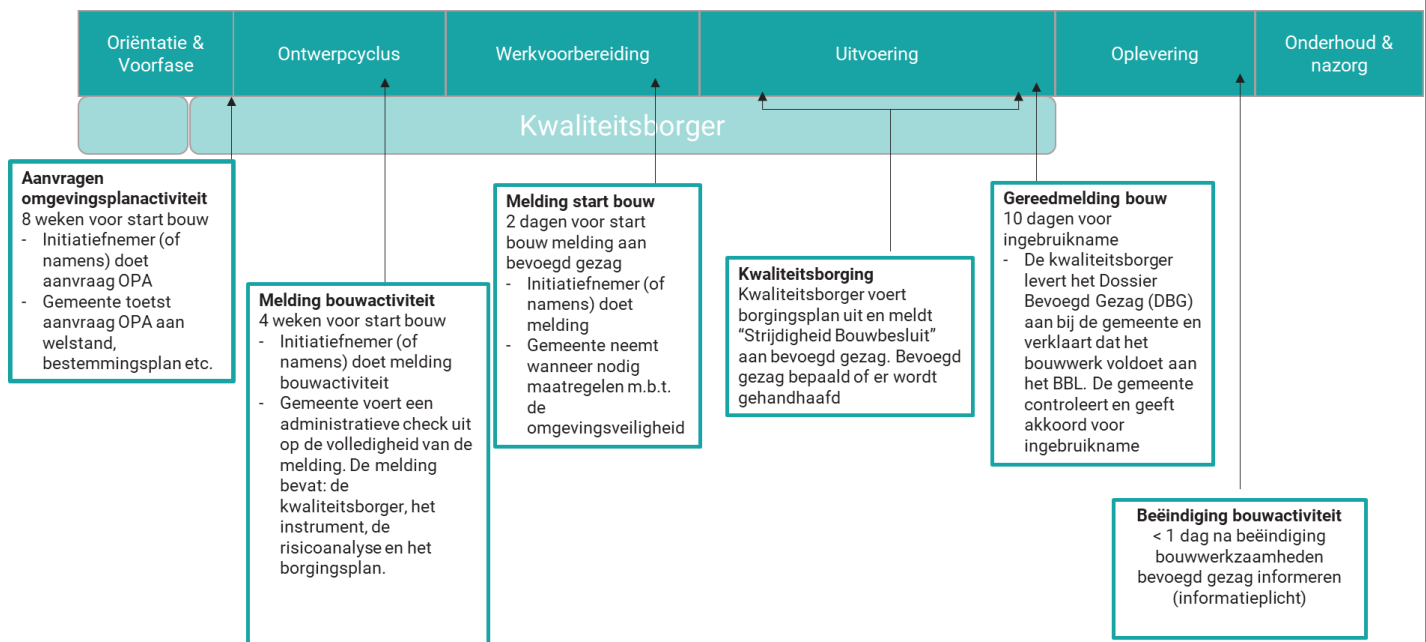 Oriëntatie &
Voorfase
Ontwerpcyclus
Werkvoorbereiding
Uitvoering
Oplevering
Onderhoud &
nazorg
Kwaliteitsborger
Aanvragen
omgevingsplanactiviteit
8 weken voor start bouw
- Initiatiefnemer (of
namens) doet
aanvraag OPA
- Gemeente toetst
aanvraag OPA aan
welstand,
bestemmingsplan etc.
Melding bouwactiviteit
4 weken voor start bouw
- Initiatiefnemer (of
namens) doet melding
bouwactiviteit
- Gemeente voert een
administratieve check uit
op de volledigheid van de
melding. De melding
bevat: de
kwaliteitsborger, het
instrument, de
risicoanalyse en het
borgingsplan.
Melding start bouw
2 dagen voor start
bouw melding aan
bevoegd gezag
- Initiatiefnemer (of
namens) doet
melding
- Gemeente neemt
wanneer nodig
maatregelen m.b.t.
de
omgevingsveiligheid
Kwaliteitsborging
Kwaliteitsborger voert
borgingsplan uit en meldt
“Strijdigheid Bouwbesluit”
aan bevoegd gezag. Bevoegd
gezag bepaald of er wordt
gehandhaafd
Gereedmelding bouw
10 dagen voor
ingebruikname
- De kwaliteitsborger
levert het Dossier
Bevoegd Gezag (DBG)
aan bij de gemeente en
verklaart dat het
bouwwerk voldoet aan
het BBL. De gemeente
controleert en geeft
akkoord voor
ingebruikname
Beëindiging bouwactiviteit
< 1 dag na beëindiging
bouwwerkzaamheden
bevoegd gezag informeren
(informatieplicht)